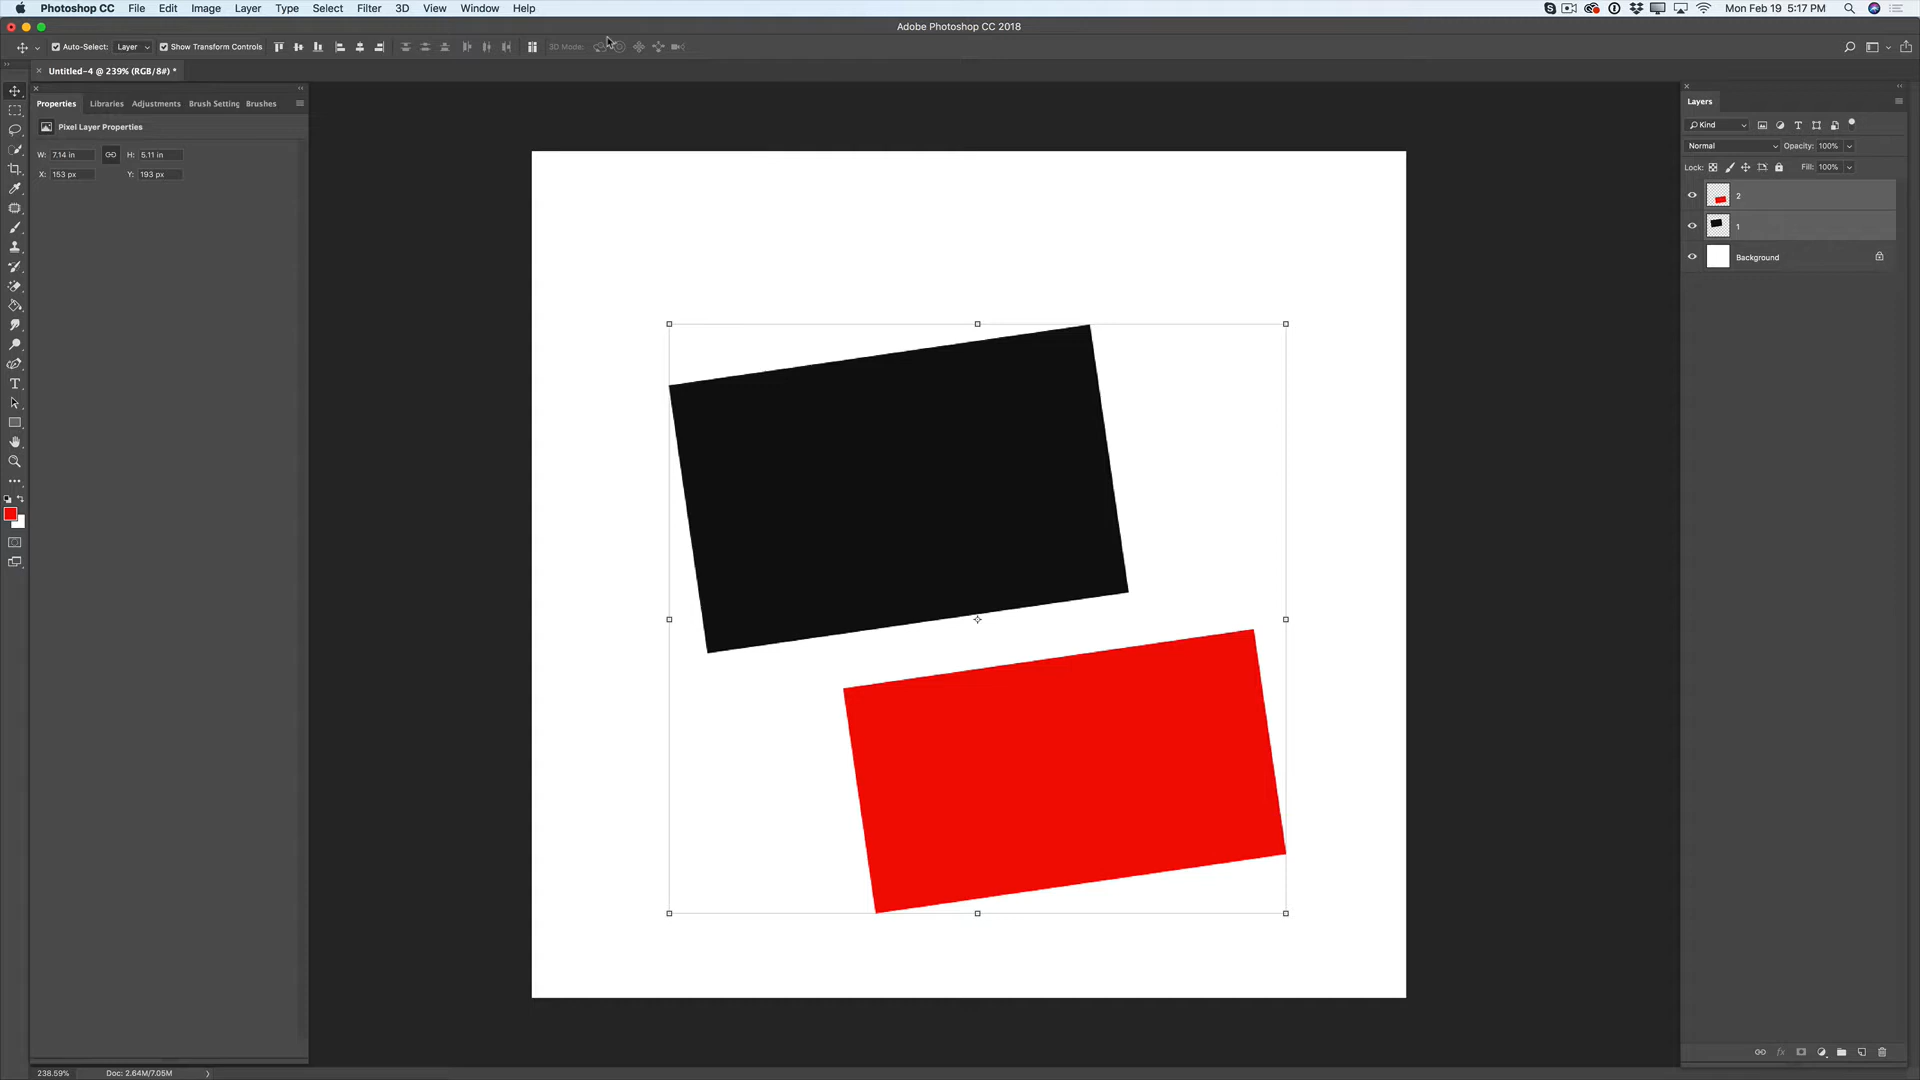 Photoshop CC File Edit Image Layer Type Select Filter 3D View Window Help Mon Feb 19 5:17 PM
Adobe Photoshop CC 2018
Auto-Select: Layer Show Transform Controls 3D Mode:
Untitled-4 @ 239% (RGB/8#) *
Properties Libraries Adjustments Brush Setting Brushes
Pixel Layer Properties
W: 7.14 in H: 5.11 in
X: 153 px Y: 193 px
Layers
Kind
Normal Opacity: 100%
Lock: Fill: 100%
2
1
Background
238.59% Doc: 2.64M/7.05M